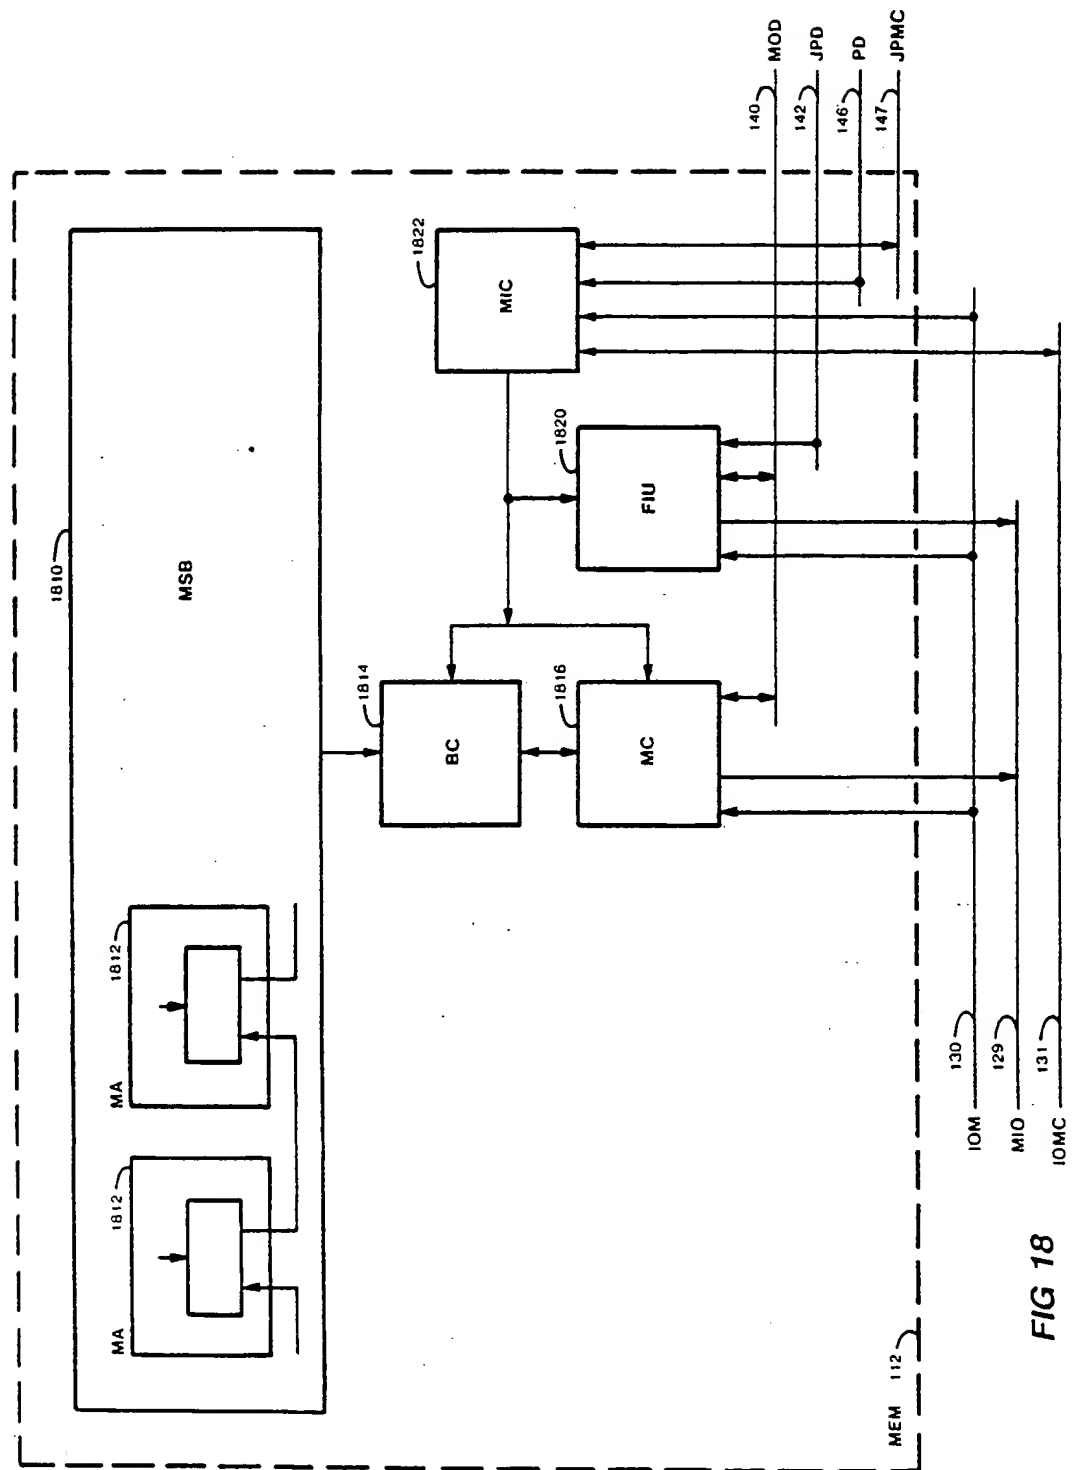 1810
MSB
MA
1812
MA
1812
1814
BC
1816
MC
1820
FIU
1822
MIC
140
MOD
142
JPD
146
PD
147
JPMC
IOM
130
MIO
129
IOMC
131
MEM 112
FIG 18